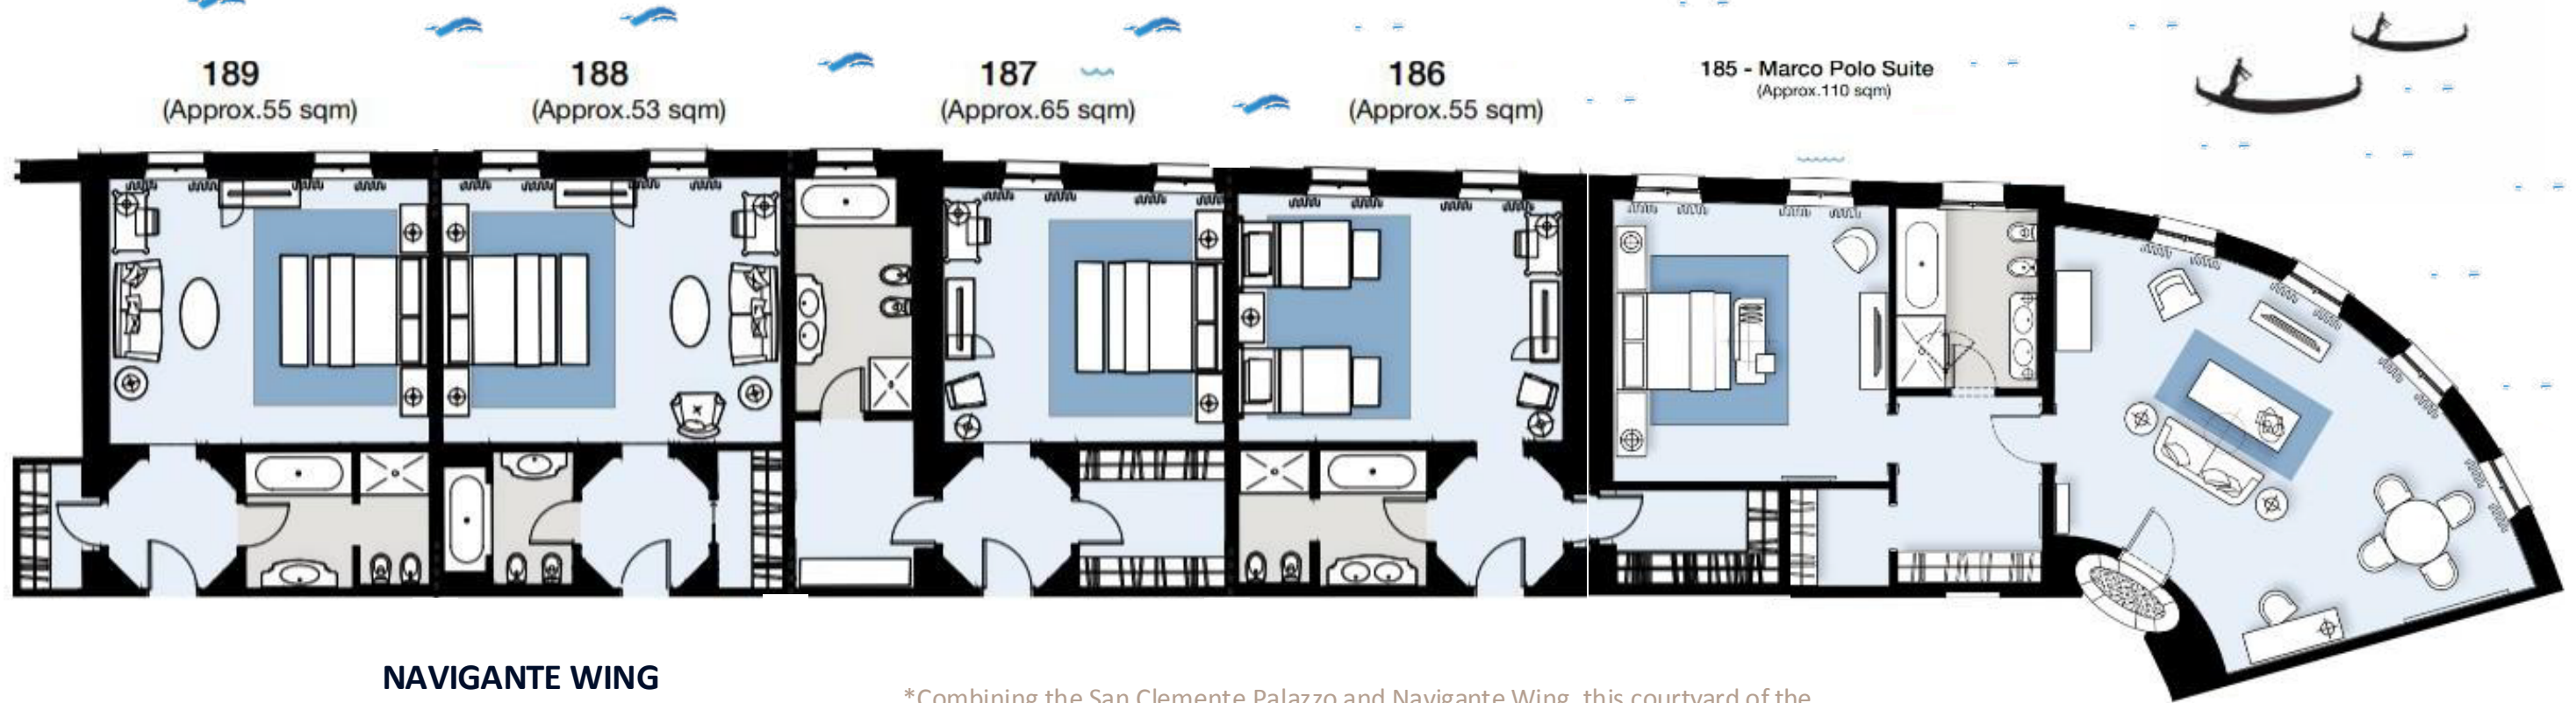 189
(Approx.55 sqm)
188
(Approx.53 sqm)
187
(Approx.65 sqm)
186
(Approx.55 sqm)
185 - Marco Polo Suite
(Approx.110 sqm)
NAVIGANTE WING
*Combining the San Clemente Palazzo and Navigante Wing, this courtyard of the